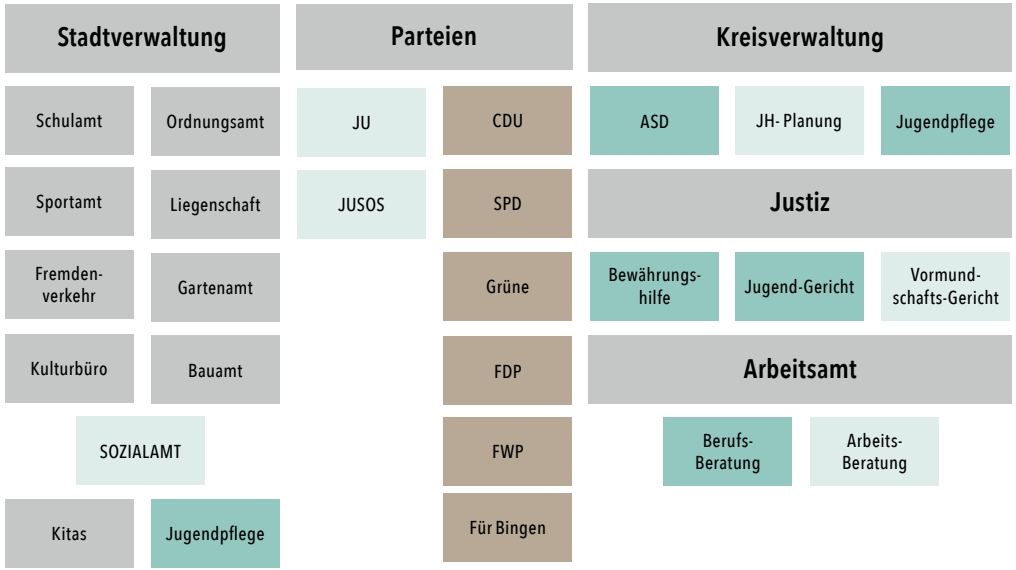 Stadtverwaltung
Schulamt
Ordnungsamt
Sportamt
Liegenschaft
Fremden-
verkehr
Gartenamt
Kulturbüro
Bauamt
SOZIALAMT
Kitas
Jugendpflege
Parteien
JU
CDU
JUSOS
SPD
Grüne
FDP
FWP
Für Bingen
Kreisverwaltung
ASD
JH- Planung
Jugendpflege
Justiz
Bewährungs-
hilfe
Jugend-Gericht
Vormund-
schafts-Gericht
Arbeitsamt
Berufs-
Beratung
Arbeits-
Beratung